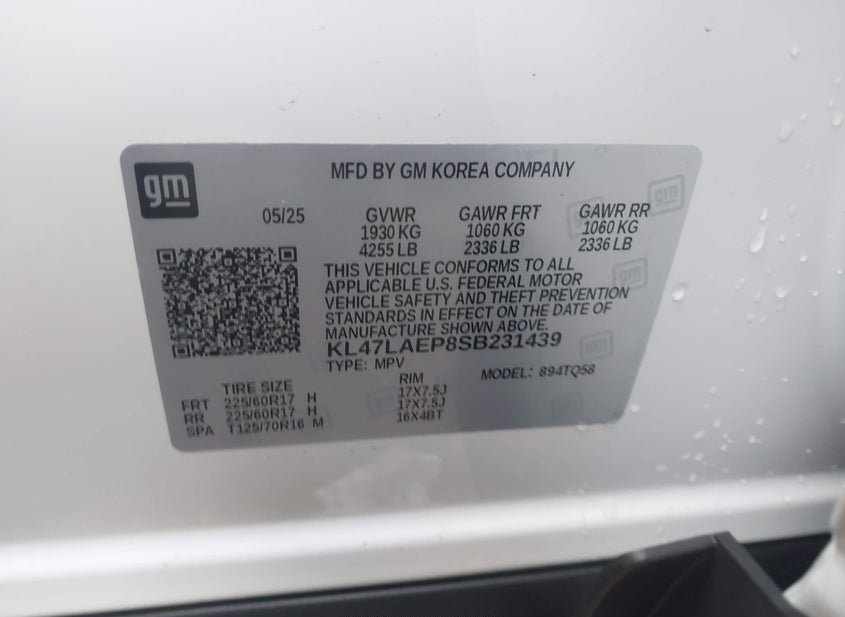 gm
MFD BY GM KOREA COMPANY
05/25 GVWR GAWR FRT GAWR RR
1930 KG 1060 KG 1060 KG
4255 LB 2336 LB 2336 LB
THIS VEHICLE CONFORMS TO ALL
APPLICABLE U.S. FEDERAL MOTOR
VEHICLE SAFETY AND THEFT PREVENTION
STANDARDS IN EFFECT ON THE DATE OF
MANUFACTURE SHOWN ABOVE.
KL47LAEP8SB231439
TYPE: MPV MODEL: 894TQ58
TIRE SIZE RIM
FRT 225/60R17 H 17X7.5J
RR 225/60R17 H 17X7.5J
SPA T125/70R16 M 16X4BT